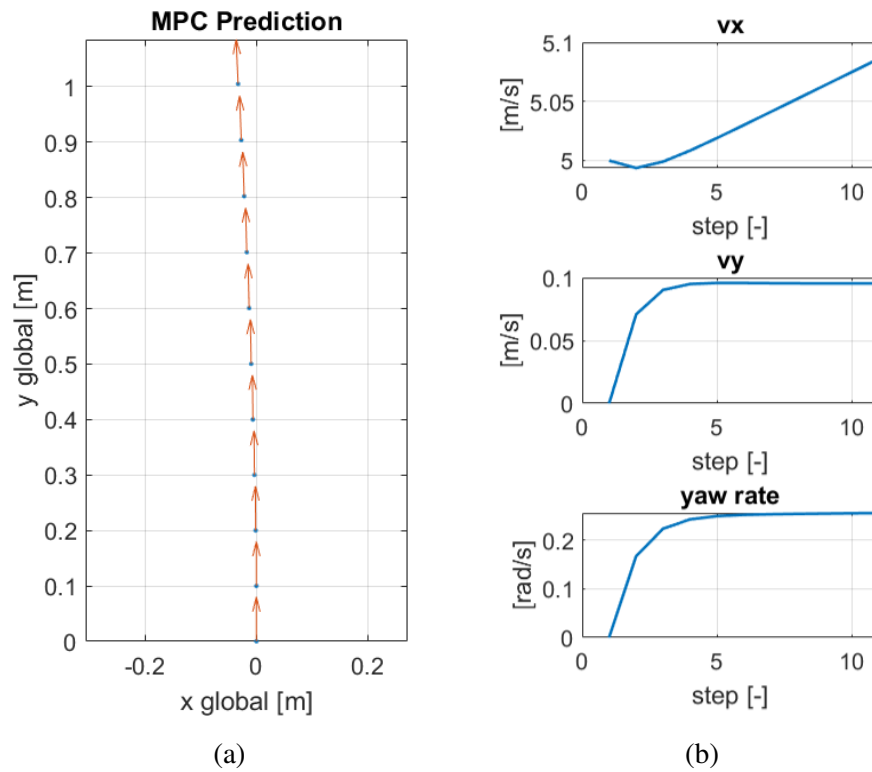 MPC Prediction
1
0.9
0.8
0.7
0.6
0.5
0.4
0.3
0.2
0.1
0
y global [m]
-0.2 0 0.2
x global [m]
(a)
vx
5.1
5.05
5
[m/s]
0 5 10
step [-]
vy
0.1
0.05
0
[m/s]
0 5 10
step [-]
yaw rate
0.2
0.1
0
[rad/s]
0 5 10
step [-]
(b)